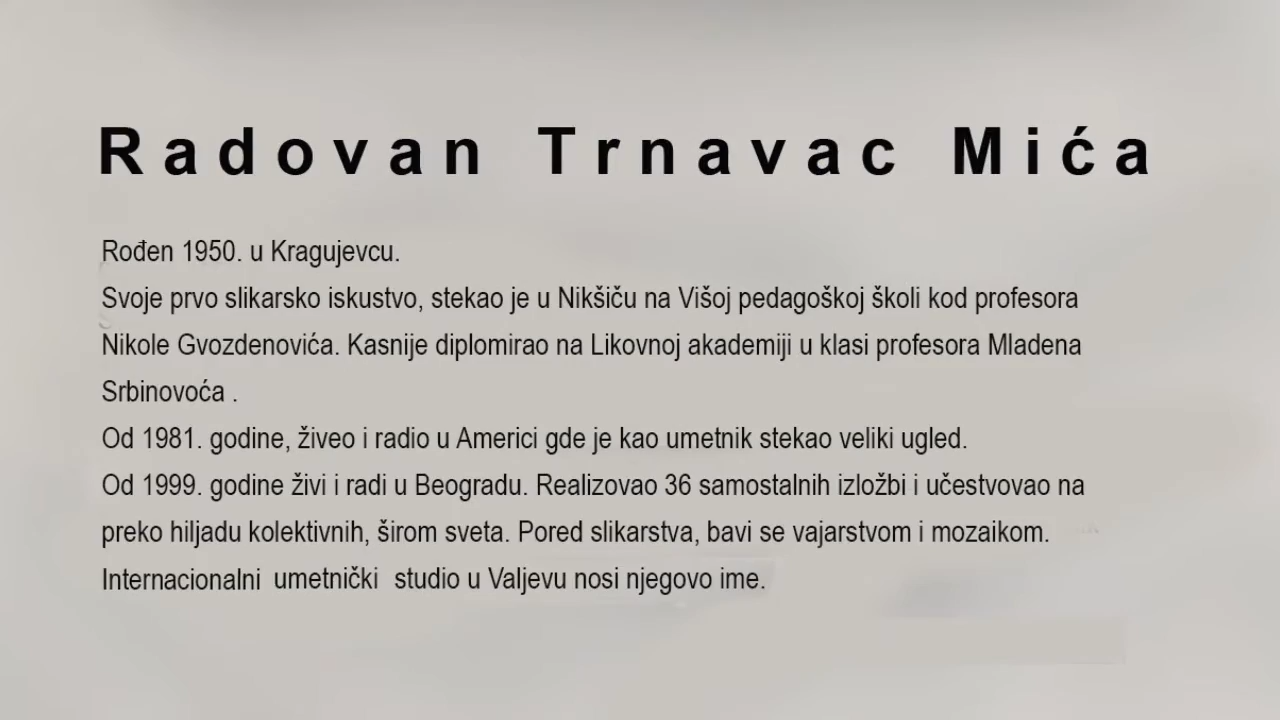 Radovan Trnavac Mića
Rođen 1950. u Kragujevcu.
Svoje prvo slikarsko iskustvo, stekao je u Nikšiču na Višoj pedagoškoj školi kod profesora
Nikole Gvozdenovića. Kasnije diplomirao na Likovnoj akademiji u klasi profesora Mladena
Srbinovoća .
Od 1981. godine, živeo i radio u Americi gde je kao umetnik stekao veliki ugled.
Od 1999. godine živi i radi u Beogradu. Realizovao 36 samostalnih izložbi i učestvovao na
preko hiljadu kolektivnih, širom sveta. Pored slikarstva, bavi se vajarstvom i mozaikom.
Internacionalni umetnički studio u Valjevu nosi njegovo ime.